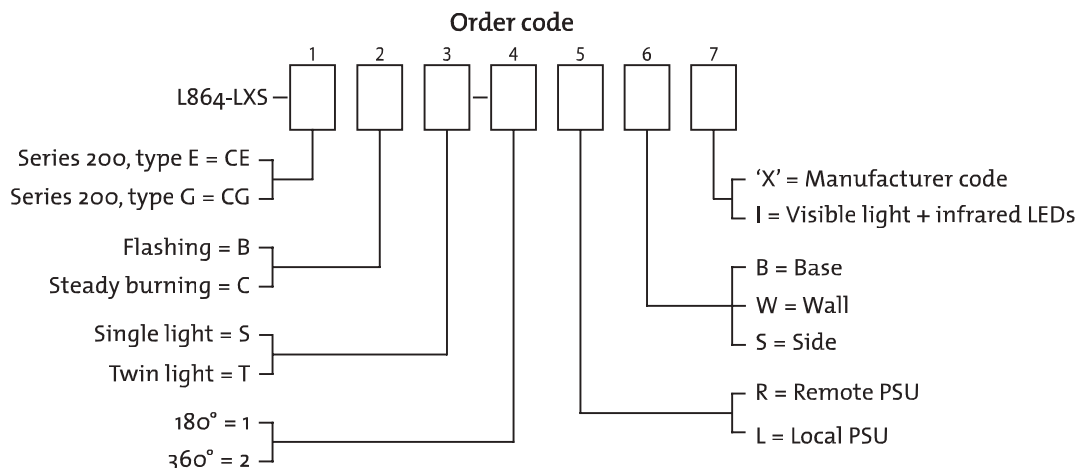 Order code
1 2 3 4 5 6 7
L864-LXS – –
Series 200, type E = CE
Series 200, type G = CG
Flashing = B
Steady burning = C
Single light = S
Twin light = T
180° = 1
360° = 2
‘X’ = Manufacturer code
I = Visible light + infrared LEDs
B = Base
W = Wall
S = Side
R = Remote PSU
L = Local PSU